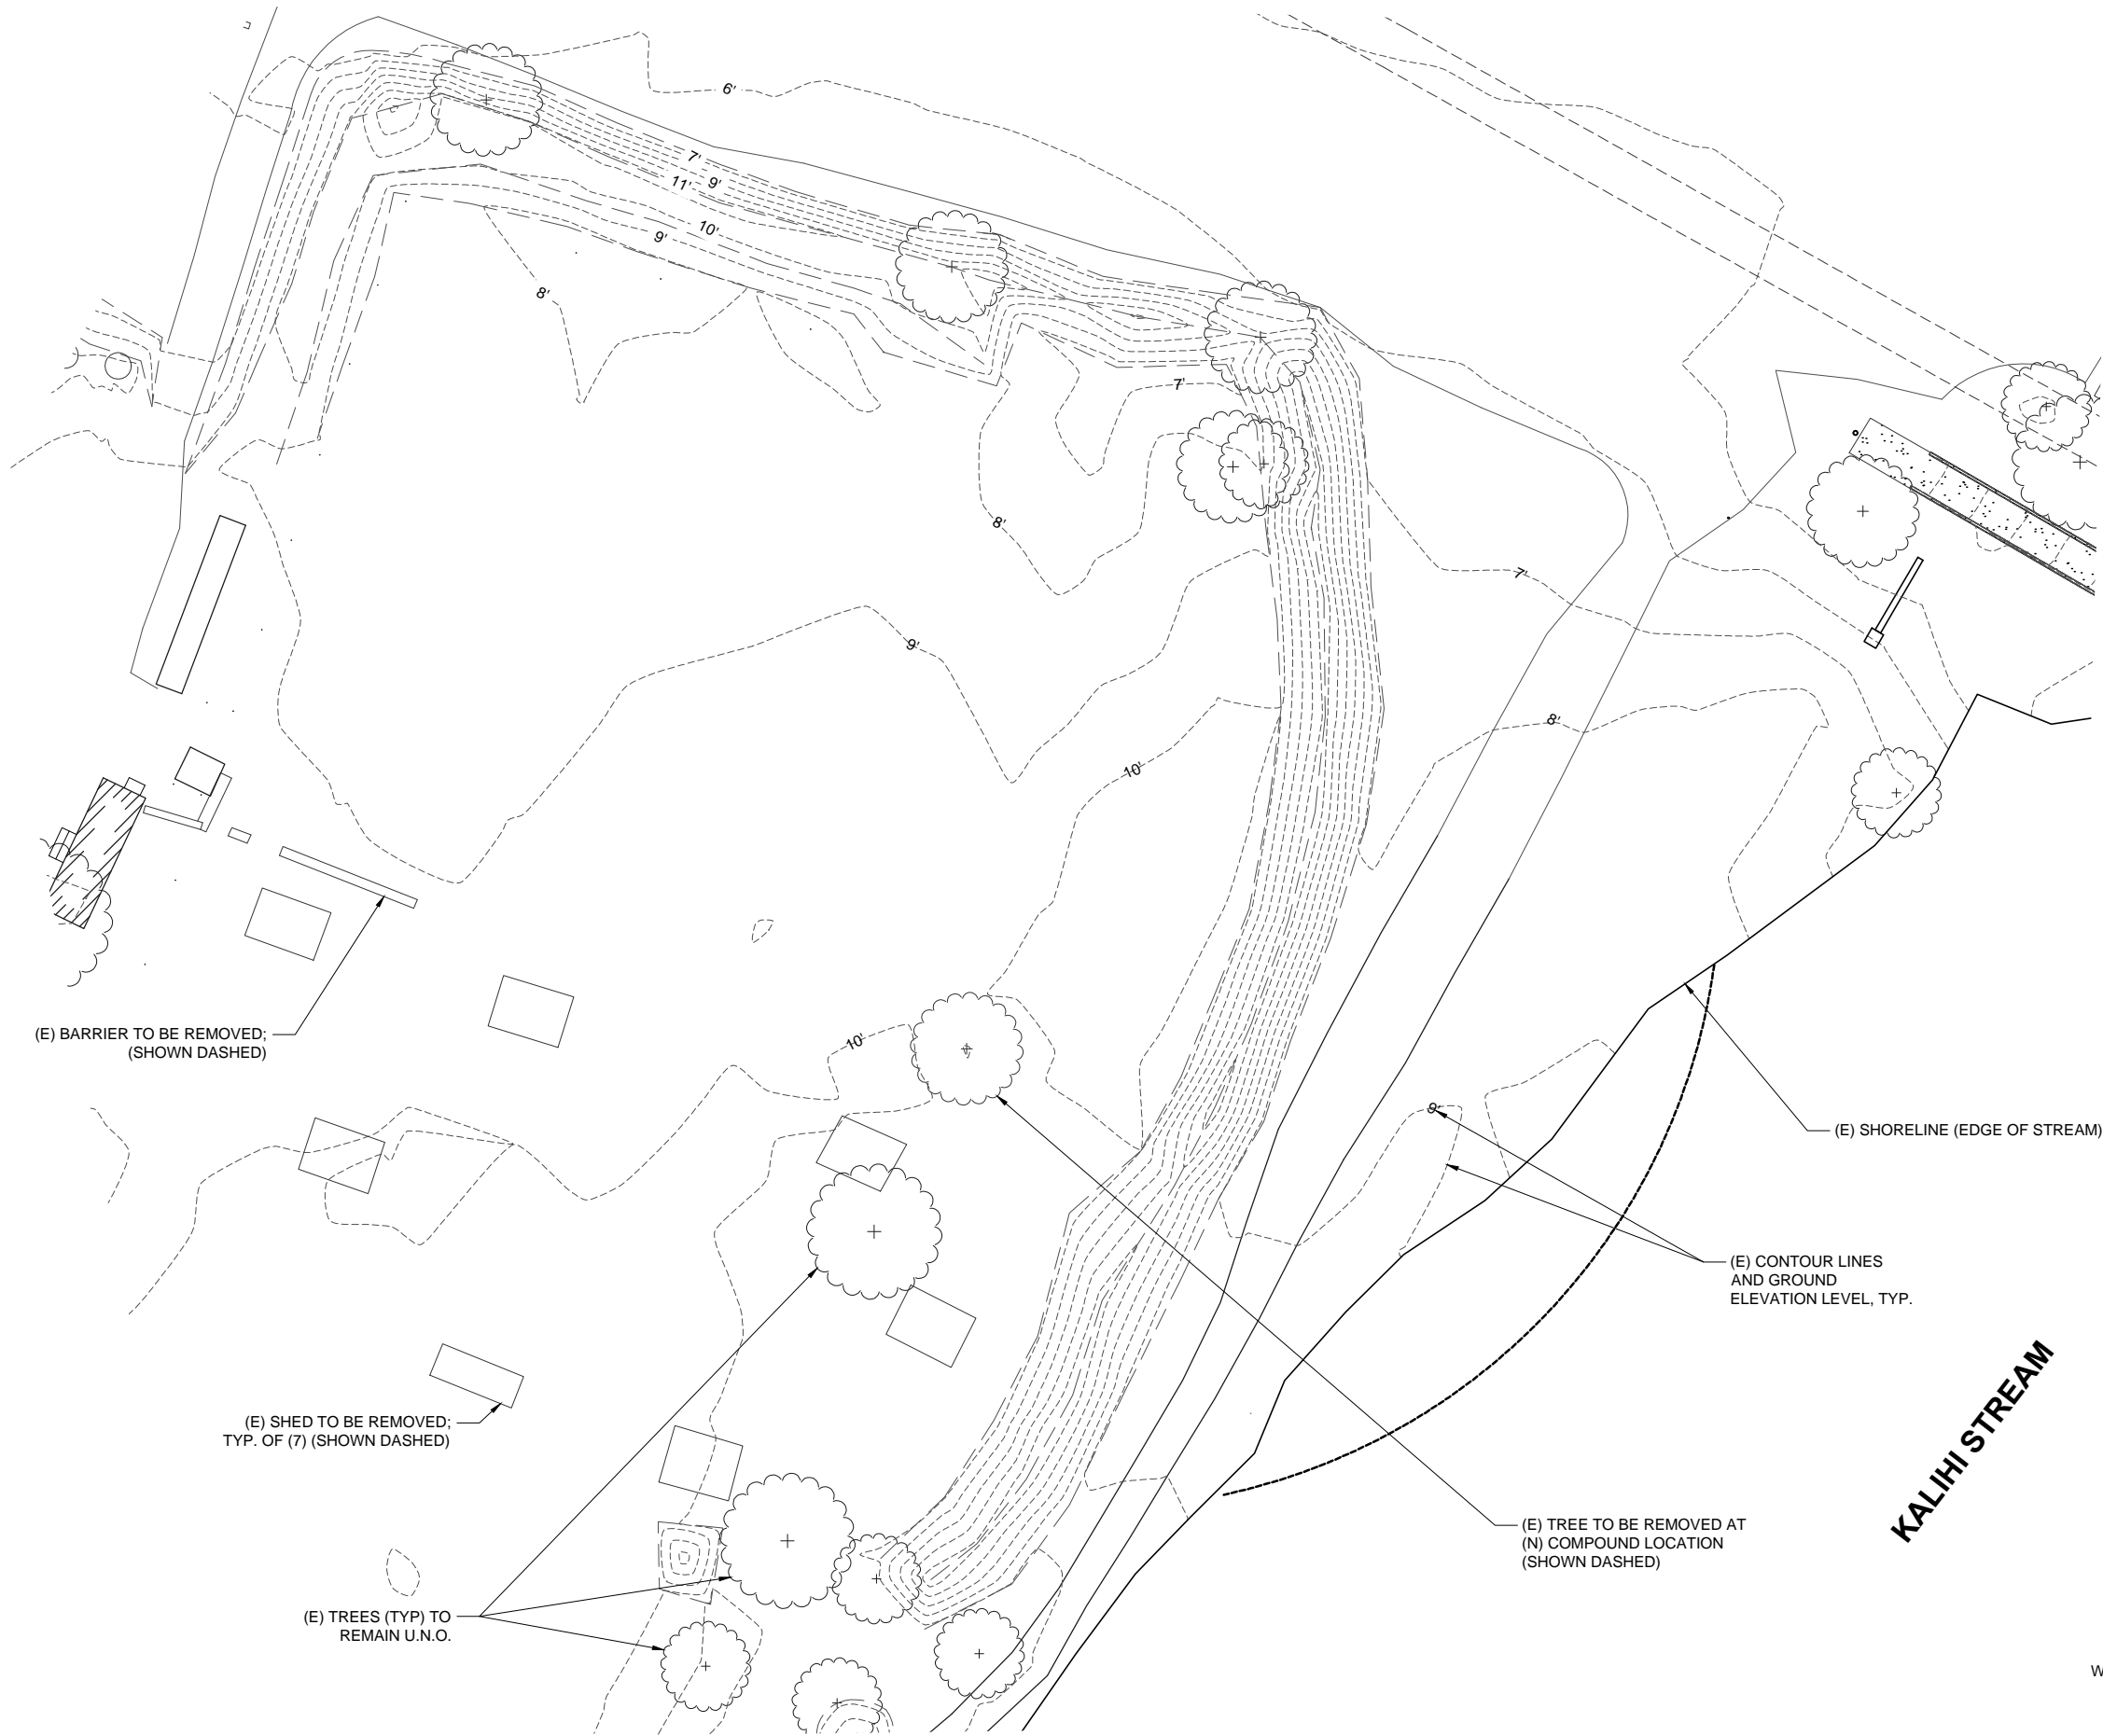 6'
7'
9'
11'
10'
9'
8'
7'
8'
7'
9'
8'
10'
10'
(E) BARRIER TO BE REMOVED;
(SHOWN DASHED)
9'
(E) SHORELINE (EDGE OF STREAM)
(E) CONTOUR LINES
AND GROUND
ELEVATION LEVEL, TYP.
KALIHI STREAM
(E) SHED TO BE REMOVED;
TYP. OF (7) (SHOWN DASHED)
(E) TREE TO BE REMOVED AT
(N) COMPOUND LOCATION
(SHOWN DASHED)
(E) TREES (TYP) TO
REMAIN U.N.O.
W